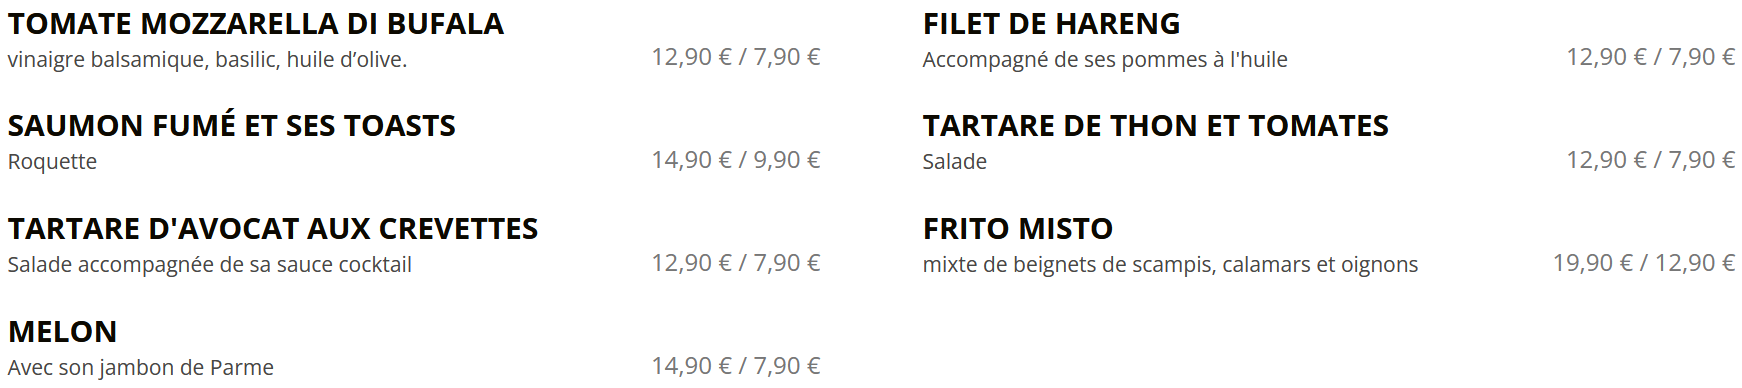 TOMATE MOZZARELLA DI BUFALA
vinaigre balsamique, basilic, huile d’olive.
12,90 € / 7,90 €
SAUMON FUMÉ ET SES TOASTS
Roquette
14,90 € / 9,90 €
TARTARE D'AVOCAT AUX CREVETTES
Salade accompagnée de sa sauce cocktail
12,90 € / 7,90 €
MELON
Avec son jambon de Parme
14,90 € / 7,90 €
FILET DE HARENG
Accompagné de ses pommes à l'huile
12,90 € / 7,90 €
TARTARE DE THON ET TOMATES
Salade
12,90 € / 7,90 €
FRITO MISTO
mixte de beignets de scampis, calamars et oignons
19,90 € / 12,90 €